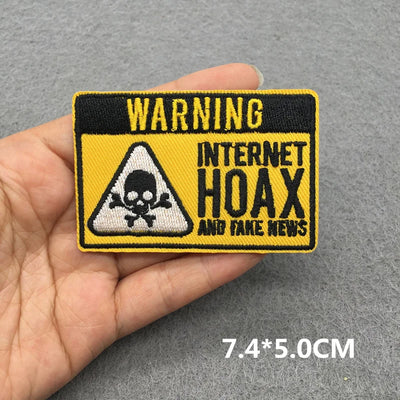 WARNING
INTERNET
HOAX
AND FAKE NEWS
7.4*5.0CM